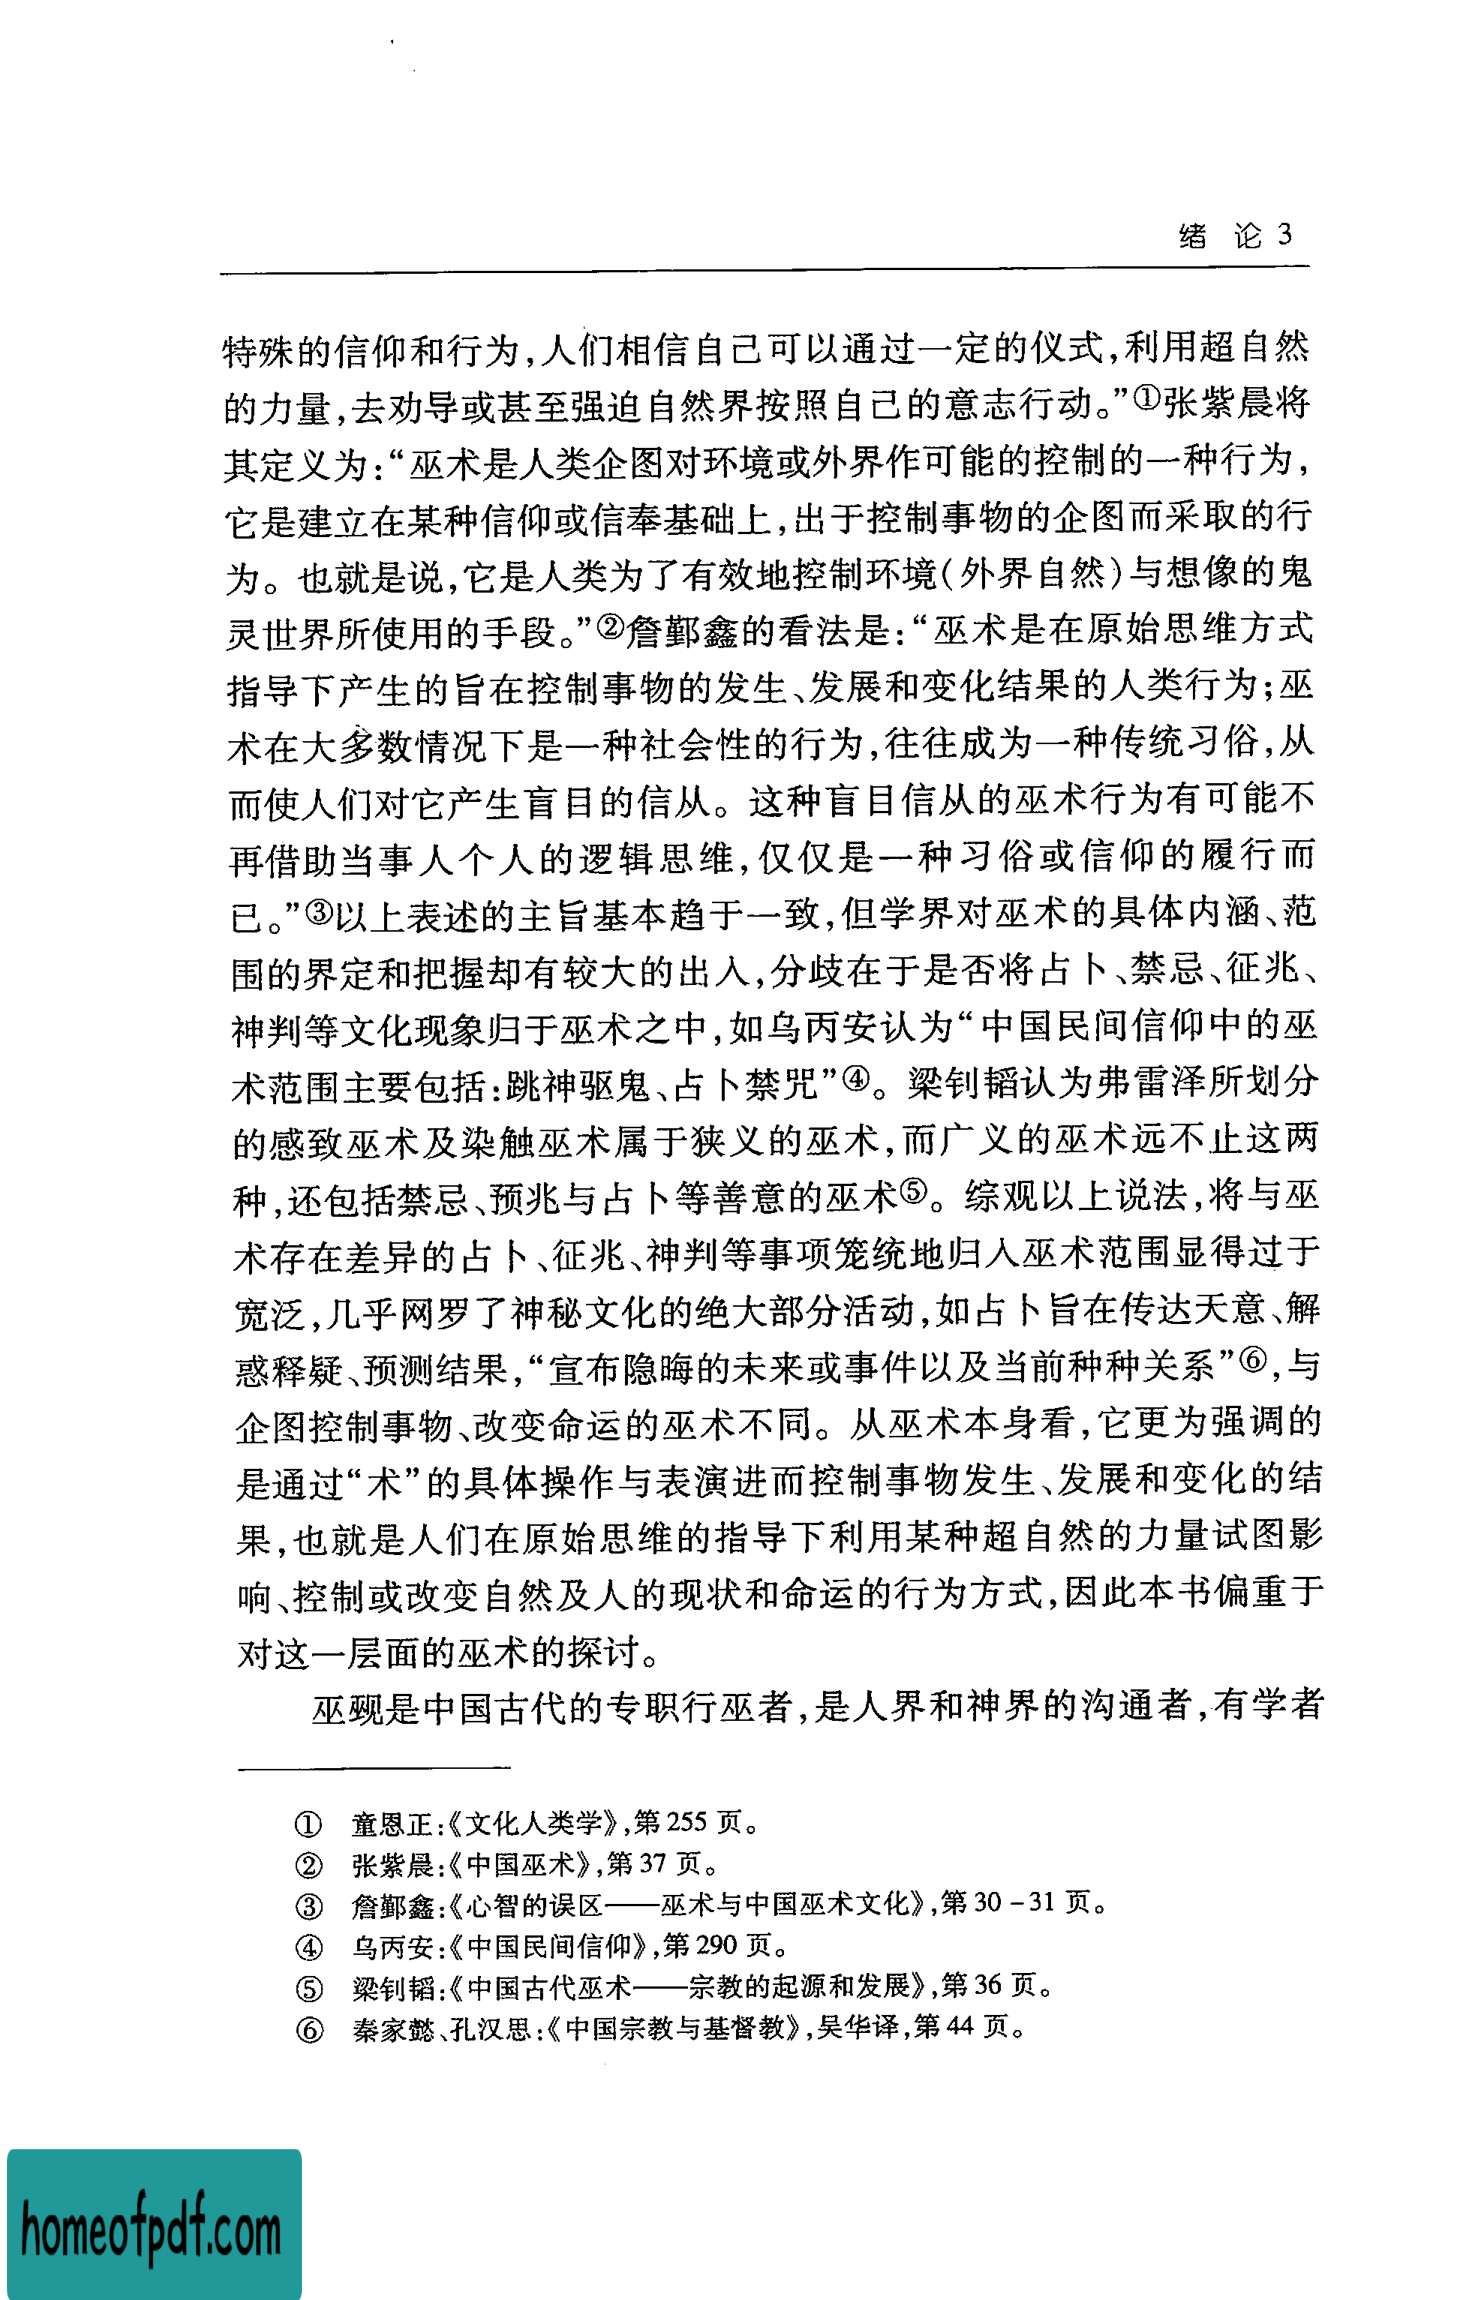 绪 论 3
特殊的信仰和行为,人们相信自己可以通过一定的仪式,利用超自然
的力量,去劝导或甚至强迫自然界按照自己的意志行动。”①张紫晨将
其定义为:“巫术是人类企图对环境或外界作可能的控制的一种行为,
它是建立在某种信仰或信奉基础上,出于控制事物的企图而采取的行
为。也就是说,它是人类为了有效地控制环境(外界自然)与想像的鬼
灵世界所使用的手段。”②詹鄞鑫的看法是:“巫术是在原始思维方式
指导下产生的旨在控制事物的发生、发展和变化结果的人类行为;巫
术在大多数情况下是一种社会性的行为,往往成为一种传统习俗,从
而使人们对它产生盲目的信从。这种盲目信从的巫术行为有可能不
再借助当事人个人的逻辑思维,仅仅是一种习俗或信仰的履行而
已。”③以上表述的主旨基本趋于一致,但学界对巫术的具体内涵、范
围的界定和把握却有较大的出入,分歧在于是否将占卜、禁忌、征兆、
神判等文化现象归于巫术之中,如乌丙安认为“中国民间信仰中的巫
术范围主要包括:跳神驱鬼、占卜禁咒”④。梁钊韬认为弗雷泽所划分
的感致巫术及染触巫术属于狭义的巫术,而广义的巫术远不止这两
种,还包括禁忌、预兆与占卜等善意的巫术⑤。综观以上说法,将与巫
术存在差异的占卜、征兆、神判等事项笼统地归入巫术范围显得过于
宽泛,几乎网罗了神秘文化的绝大部分活动,如占卜旨在传达天意、解
惑释疑、预测结果,“宣布隐晦的未来或事件以及当前种种关系”⑥,与
企图控制事物、改变命运的巫术不同。从巫术本身看,它更为强调的
是通过“术”的具体操作与表演进而控制事物发生、发展和变化的结
果,也就是人们在原始思维的指导下利用某种超自然的力量试图影
响、控制或改变自然及人的现状和命运的行为方式,因此本书偏重于
对这一层面的巫术的探讨。
巫觋是中国古代的专职行巫者,是人界和神界的沟通者,有学者
① 童恩正:《文化人类学》,第255页。
② 张紫晨:《中国巫术》,第37页。
③ 詹鄞鑫:《心智的误区——巫术与中国巫术文化》,第30－31页。
④ 乌丙安:《中国民间信仰》,第290页。
⑤ 梁钊韬:《中国古代巫术——宗教的起源和发展》,第36页。
⑥ 秦家懿、孔汉思:《中国宗教与基督教》,吴华译,第44页。
homeofpdf.com